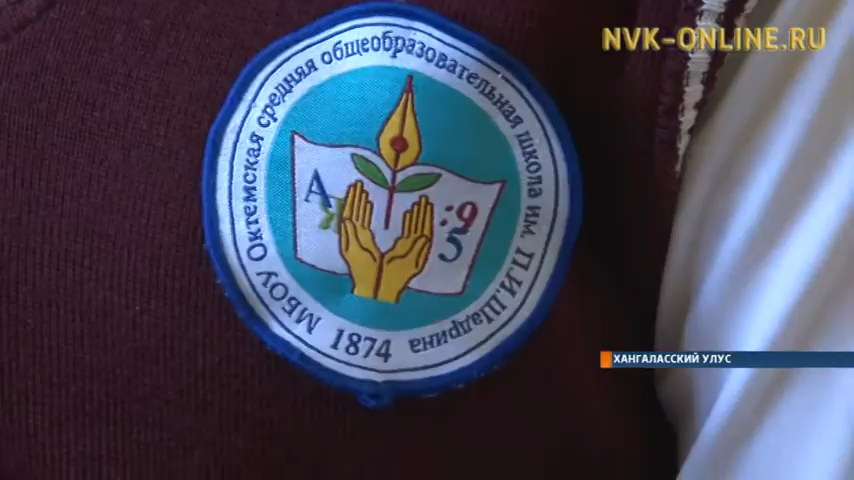 NVK-ONLINE.RU
МБОУ Октемская средняя общеобразовательная школа им. П.И.Шадрина
1874
А
Я
:9
5
ХАНГАЛАССКИЙ УЛУС